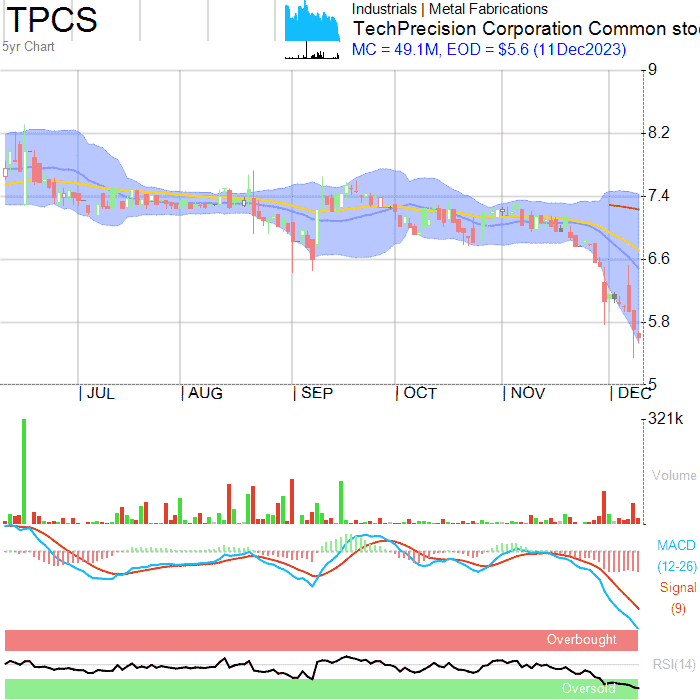 TPCS
5yr Chart
Industrials | Metal Fabrications
TechPrecision Corporation Common sto
MC = 49.1M, EOD = $5.6 (11Dec2023)
9
8.2
7.4
6.6
5.8
5
| JUL | AUG | SEP | OCT | NOV | DEC
321k
Volume
MACD
(12-26)
Signal
(9)
Overbought
RSI(14)
Oversold